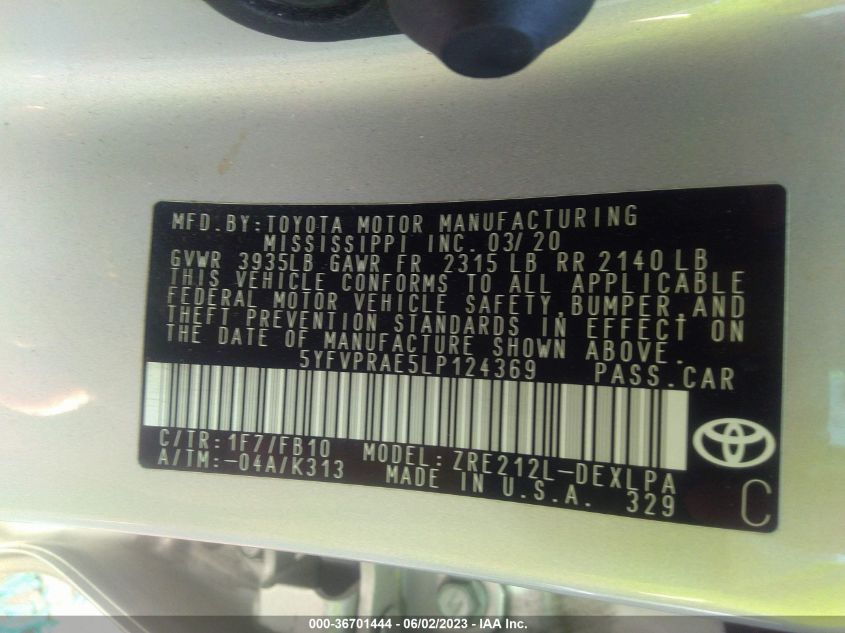 MFD.BY:TOYOTA MOTOR MANUFACTURING
MISSISSIPPI INC. 03/20
GVWR 3935LB GAWR FR 2315 LB RR 2140 LB
THIS VEHICLE CONFORMS TO ALL APPLICABLE
FEDERAL MOTOR VEHICLE SAFETY,BUMPER,AND
THEFT PREVENTION STANDARDS IN EFFECT ON
THE DATE OF MANUFACTURE SHOWN ABOVE.
5YFVPRAE5LP124369 PASS.CAR
C/TR:1F7/FB10 MODEL:ZRE212L-DEXLPA
A/TM:-04A/K313 MADE IN U.S.A. 329
C
000-36701444 / 06/02/2023 - IAA Inc.